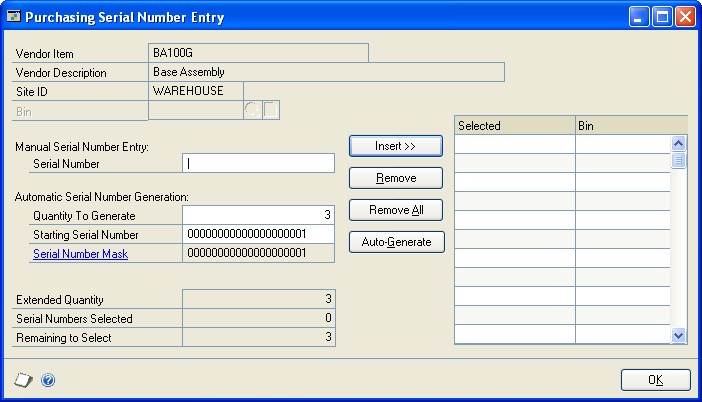 Purchasing Serial Number Entry
Vendor Item BA100G
Vendor Description Base Assembly
Site ID WAREHOUSE
Bin
Selected Bin
Manual Serial Number Entry:
Insert >>
Serial Number
Remove
Automatic Serial Number Generation:
Quantity To Generate 3
Remove All
Starting Serial Number 00000000000000000001
Auto-Generate
Serial Number Mask 00000000000000000001
Extended Quantity 3
Serial Numbers Selected 0
Remaining to Select 3
OK